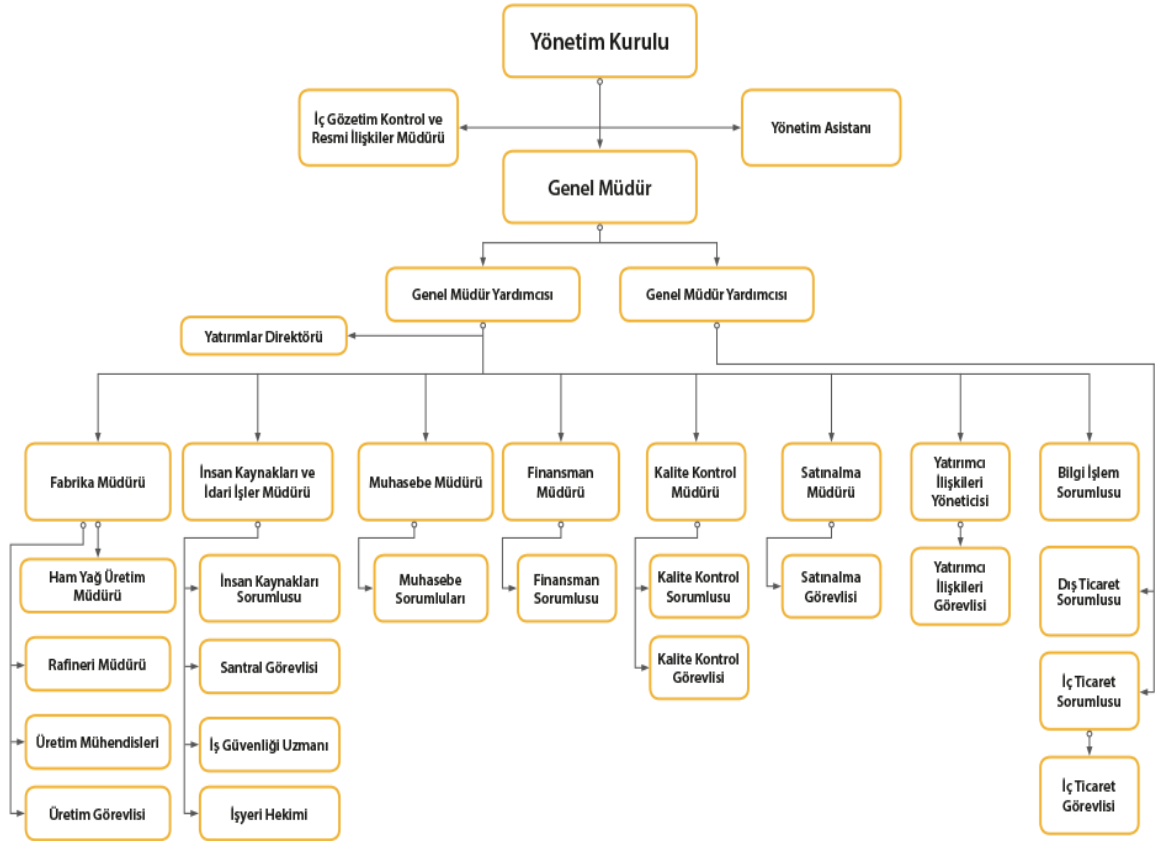 Yönetim Kurulu
İç Gözetim Kontrol ve
Resmi İlişkiler Müdürü
Yönetim Asistanı
Genel Müdür
Genel Müdür Yardımcısı
Genel Müdür Yardımcısı
Yatırımlar Direktörü
Fabrika Müdürü
İnsan Kaynakları ve
İdari İşler Müdürü
Muhasebe Müdürü
Finansman
Müdürü
Kalite Kontrol
Müdürü
Satınalma
Müdürü
Yatırımcı
İlişkileri
Yöneticisi
Bilgi İşlem
Sorumlusu
Ham Yağ Üretim
Müdürü
İnsan Kaynakları
Sorumlusu
Muhasebe
Sorumluları
Finansman
Sorumlusu
Kalite Kontrol
Sorumlusu
Satınalma
Görevlisi
Yatırımcı
İlişkileri
Görevlisi
Dış Ticaret
Sorumlusu
Rafineri Müdürü
Santral Görevlisi
Kalite Kontrol
Görevlisi
İç Ticaret
Sorumlusu
Üretim Mühendisleri
İş Güvenliği Uzmanı
Üretim Görevlisi
İşyeri Hekimi
İç Ticaret
Görevlisi